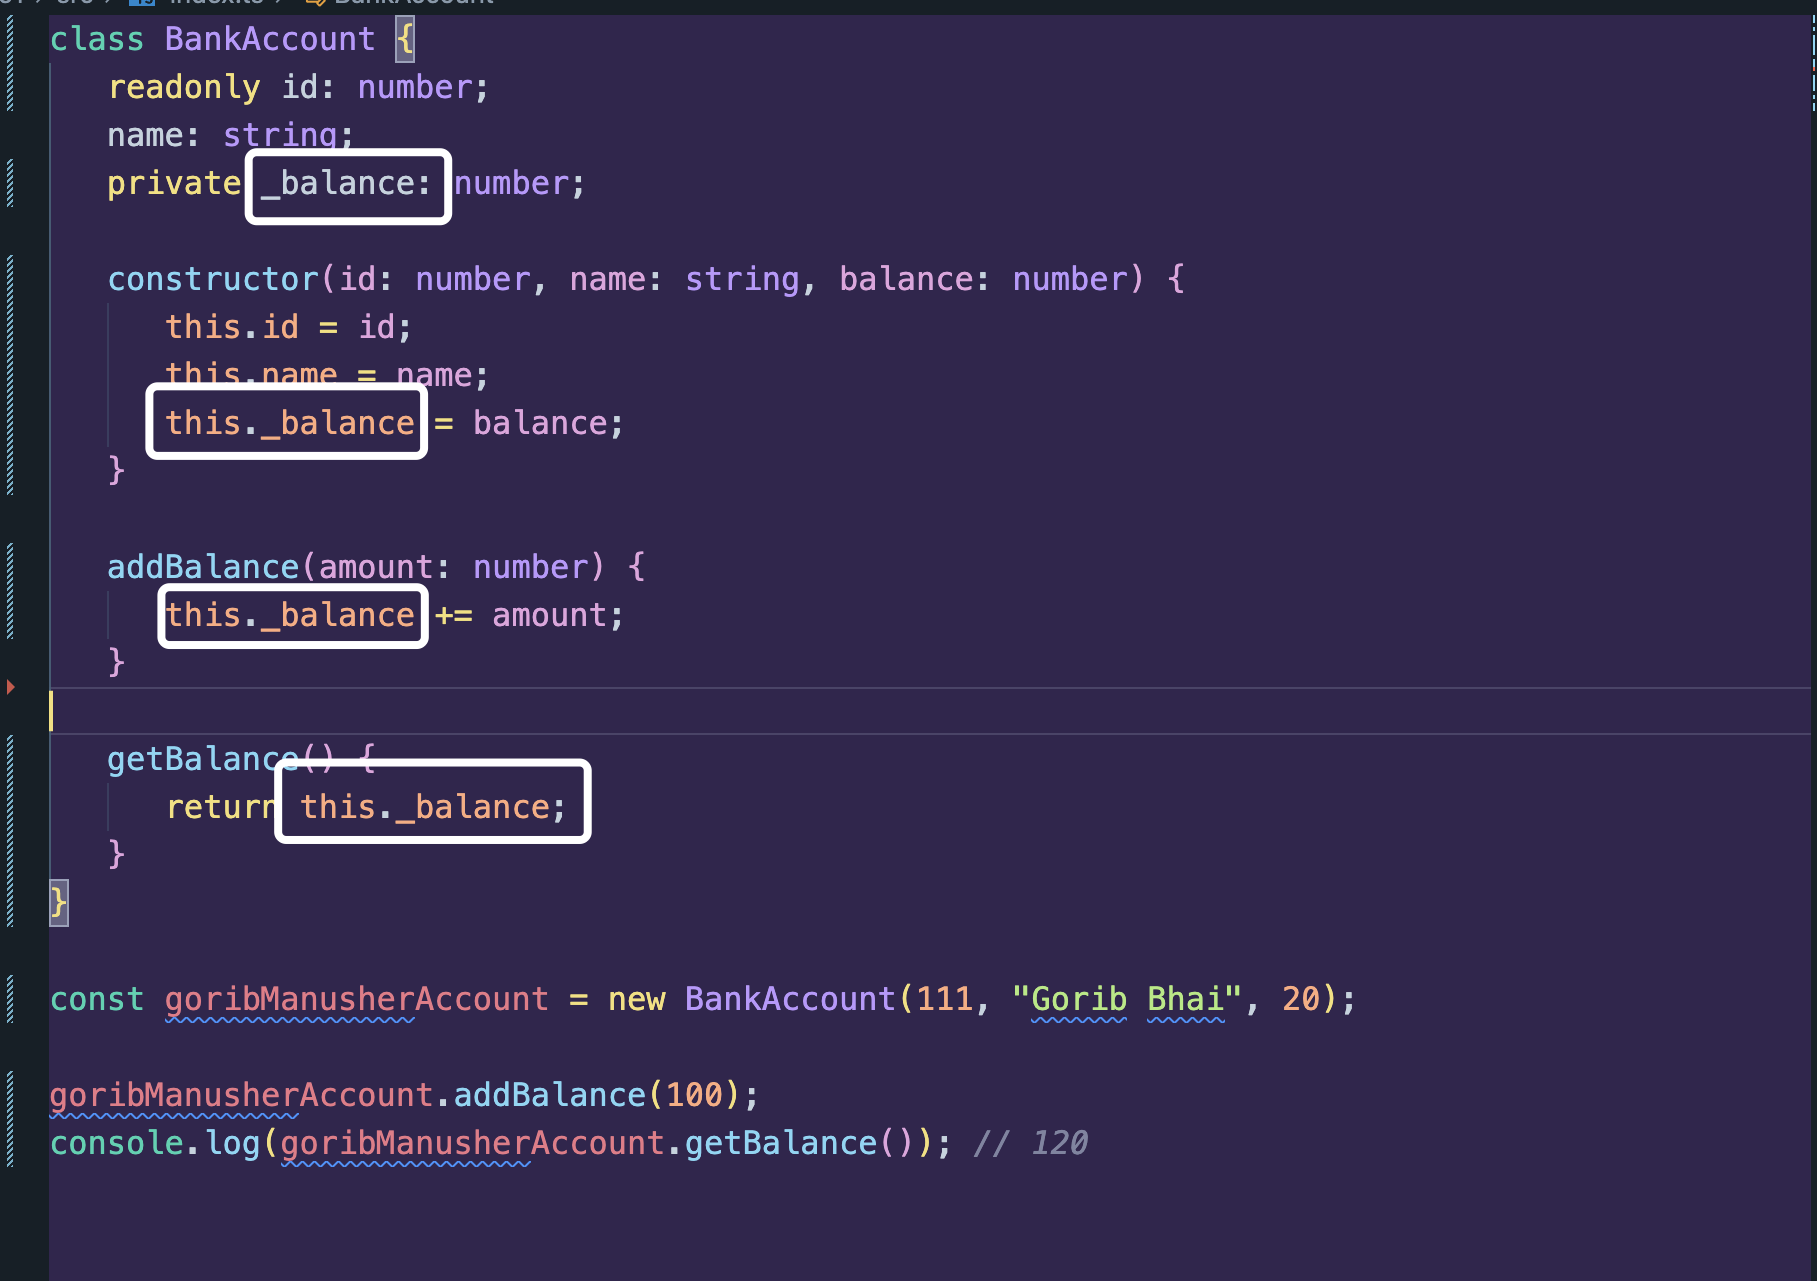 class BankAccount {
readonly id: number;
name: string;
private _balance: number;
constructor(id: number, name: string, balance: number) {
this.id = id;
this.name = name;
this._balance = balance;
}
addBalance(amount: number) {
this._balance += amount;
}
getBalance() {
return this._balance;
}
}
const goribManusherAccount = new BankAccount(111, "Gorib Bhai", 20);
goribManusherAccount.addBalance(100);
console.log(goribManusherAccount.getBalance()); // 120